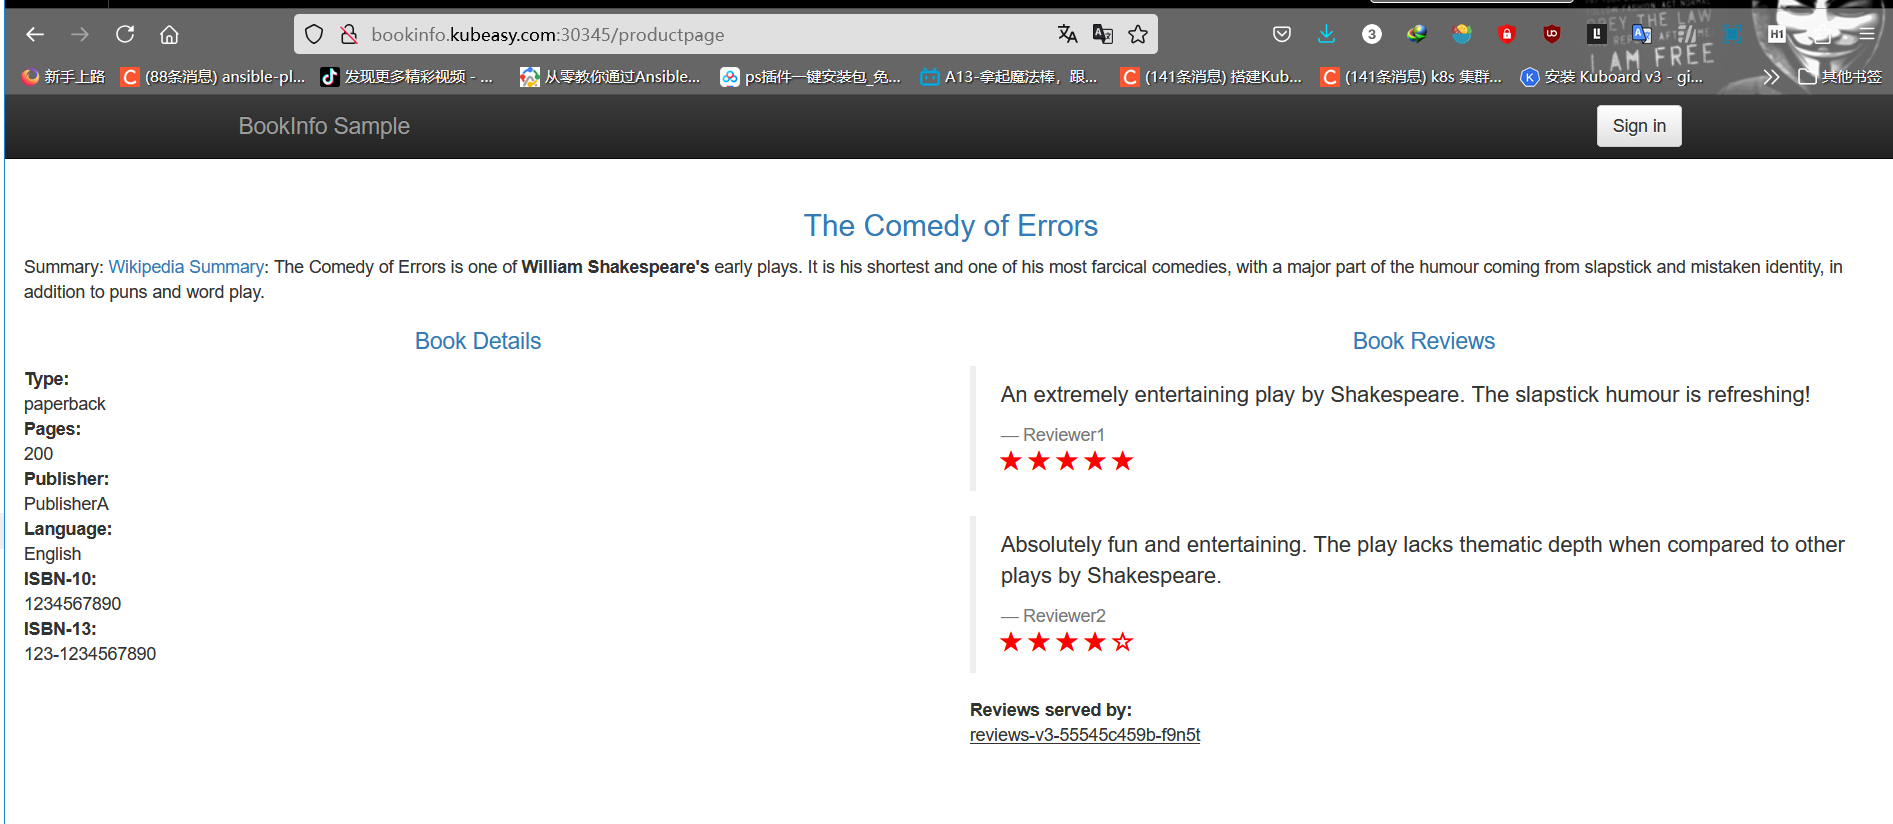 bookinfo.kubeasy.com:30345/productpage
3
H1
I AM FREE
新手上路
(88条消息) ansible-pl...
发现更多精彩视频 - ...
从零教你通过Ansible...
ps插件一键安装包_免...
A13-拿起魔法棒，跟...
(141条消息) 搭建Kub...
(141条消息) k8s 集群...
安装 Kuboard v3 - gi...
其他书签
BookInfo Sample
Sign in
The Comedy of Errors
Summary: Wikipedia Summary: The Comedy of Errors is one of William Shakespeare's early plays. It is his shortest and one of his most farcical comedies, with a major part of the humour coming from slapstick and mistaken identity, in
addition to puns and word play.
Book Details
Type:
paperback
Pages:
200
Publisher:
PublisherA
Language:
English
ISBN-10:
1234567890
ISBN-13:
123-1234567890
Book Reviews
An extremely entertaining play by Shakespeare. The slapstick humour is refreshing!
— Reviewer1
Absolutely fun and entertaining. The play lacks thematic depth when compared to other
plays by Shakespeare.
— Reviewer2
Reviews served by:
reviews-v3-55545c459b-f9n5t